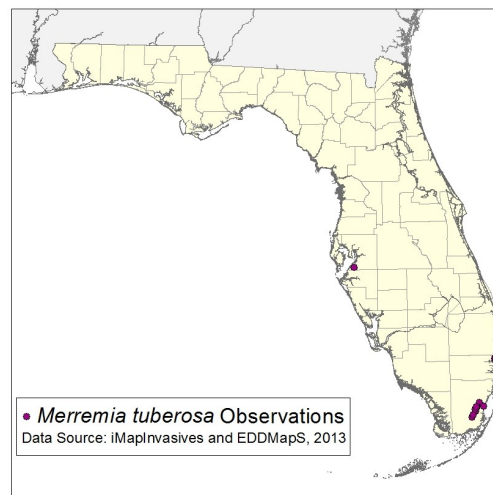 Merremia tuberosa Observations
Data Source: iMapInvasives and EDDMapS, 2013